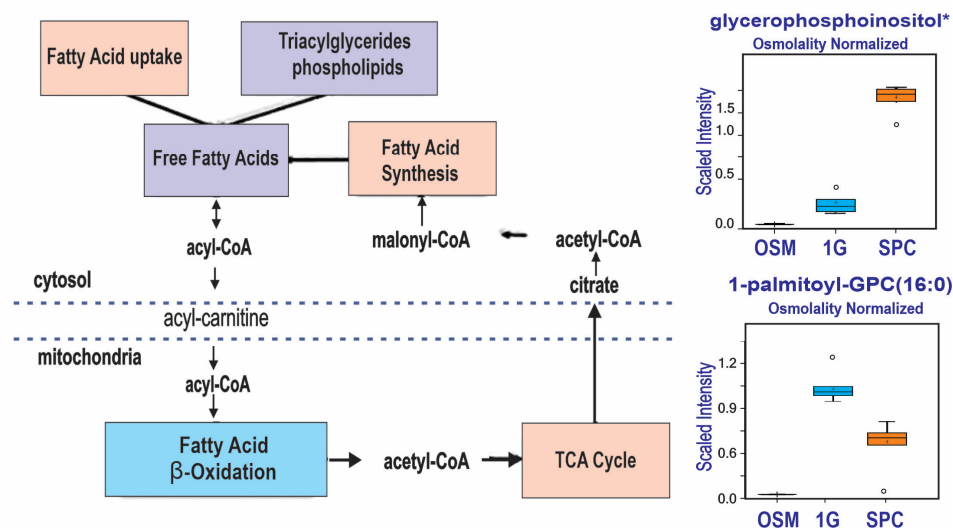 Fatty Acid uptake
Triacylglycerides
phospholipids
Free Fatty Acids
Fatty Acid
Synthesis
acyl-CoA
malonyl-CoA
acetyl-CoA
cytosol
citrate
acyl-carnitine
mitochondria
acyl-CoA
Fatty Acid
β-Oxidation
acetyl-CoA
TCA Cycle
glycerophosphoinositol*
Osmolality Normalized
Scaled Intensity
1.5
1.0
0.5
0.0
OSM
1G
SPC
1-palmitoyl-GPC(16:0)
Osmolality Normalized
Scaled Intensity
1.2
0.9
0.6
0.0
OSM
1G
SPC